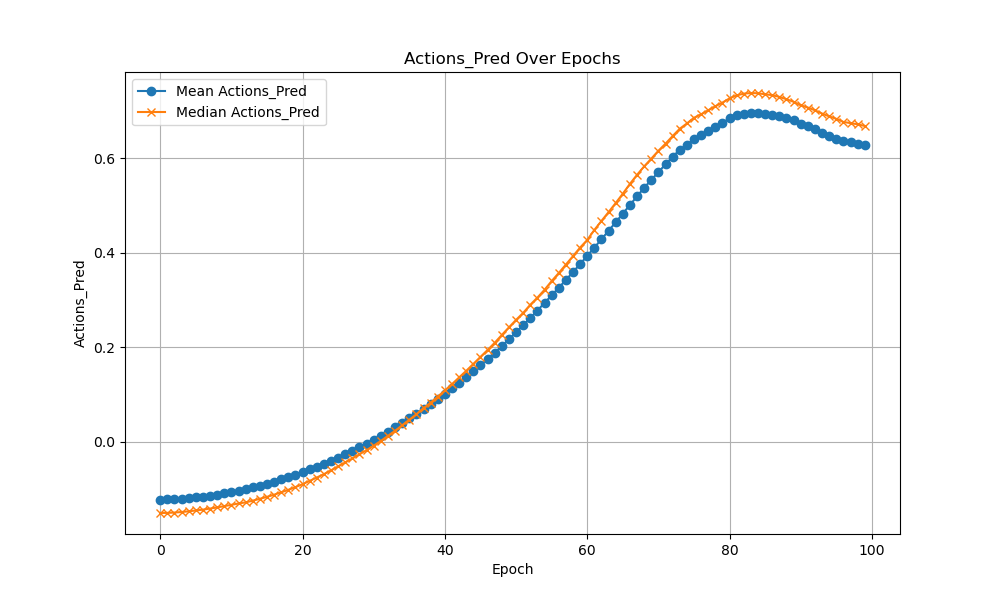 Actions_Pred Over Epochs
Mean Actions_Pred
Median Actions_Pred
0.6
0.4
0.2
0.0
Actions_Pred
0 20 40 60 80 100
Epoch